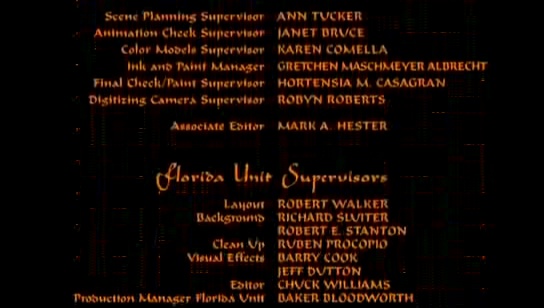 Scene Planning Supervisor ANN TUCKER
Animation Check Supervisor JANET BRUCE
Color Models Supervisor KAREN COMELLA
Ink and Paint Manager GRETCHEN MASCHMEYER ALBRECHT
Final Check/Paint Supervisor HORTENSIA M. CASAGRAN
Digitizing Camera Supervisor ROBYN ROBERTS
Associate Editor MARK A. HESTER
Florida Unit Supervisors
Layout ROBERT WALKER
Background RICHARD SLUITER
ROBERT E. STANTON
Clean Up RUBEN PROCOPIO
Visual Effects BARRY COOK
JEFF DUTTON
Editor CHUCK WILLIAMS
Production Manager Florida Unit BAKER BLOODWORTH